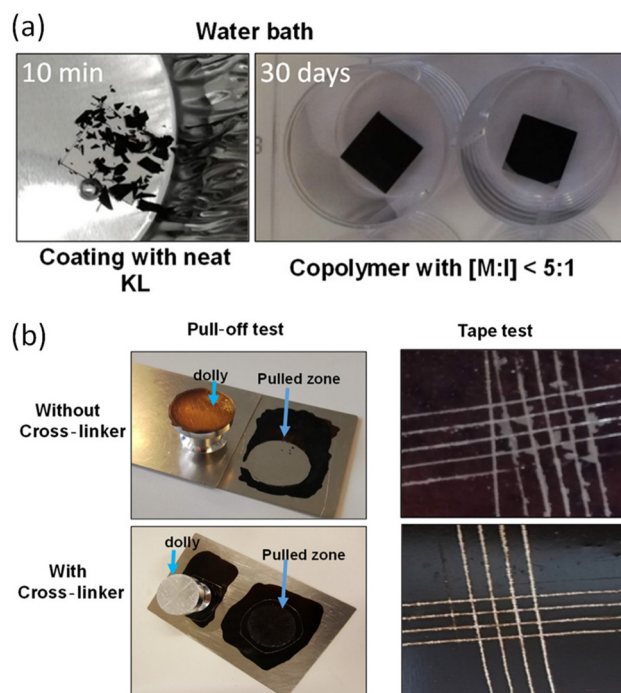 (a)
Water bath
10 min
30 days
Coating with neat
KL
Copolymer with [M:I] < 5:1
(b)
Pull-off test
Tape test
Without
Cross-linker
dolly
Pulled zone
With
Cross-linker
dolly
Pulled zone